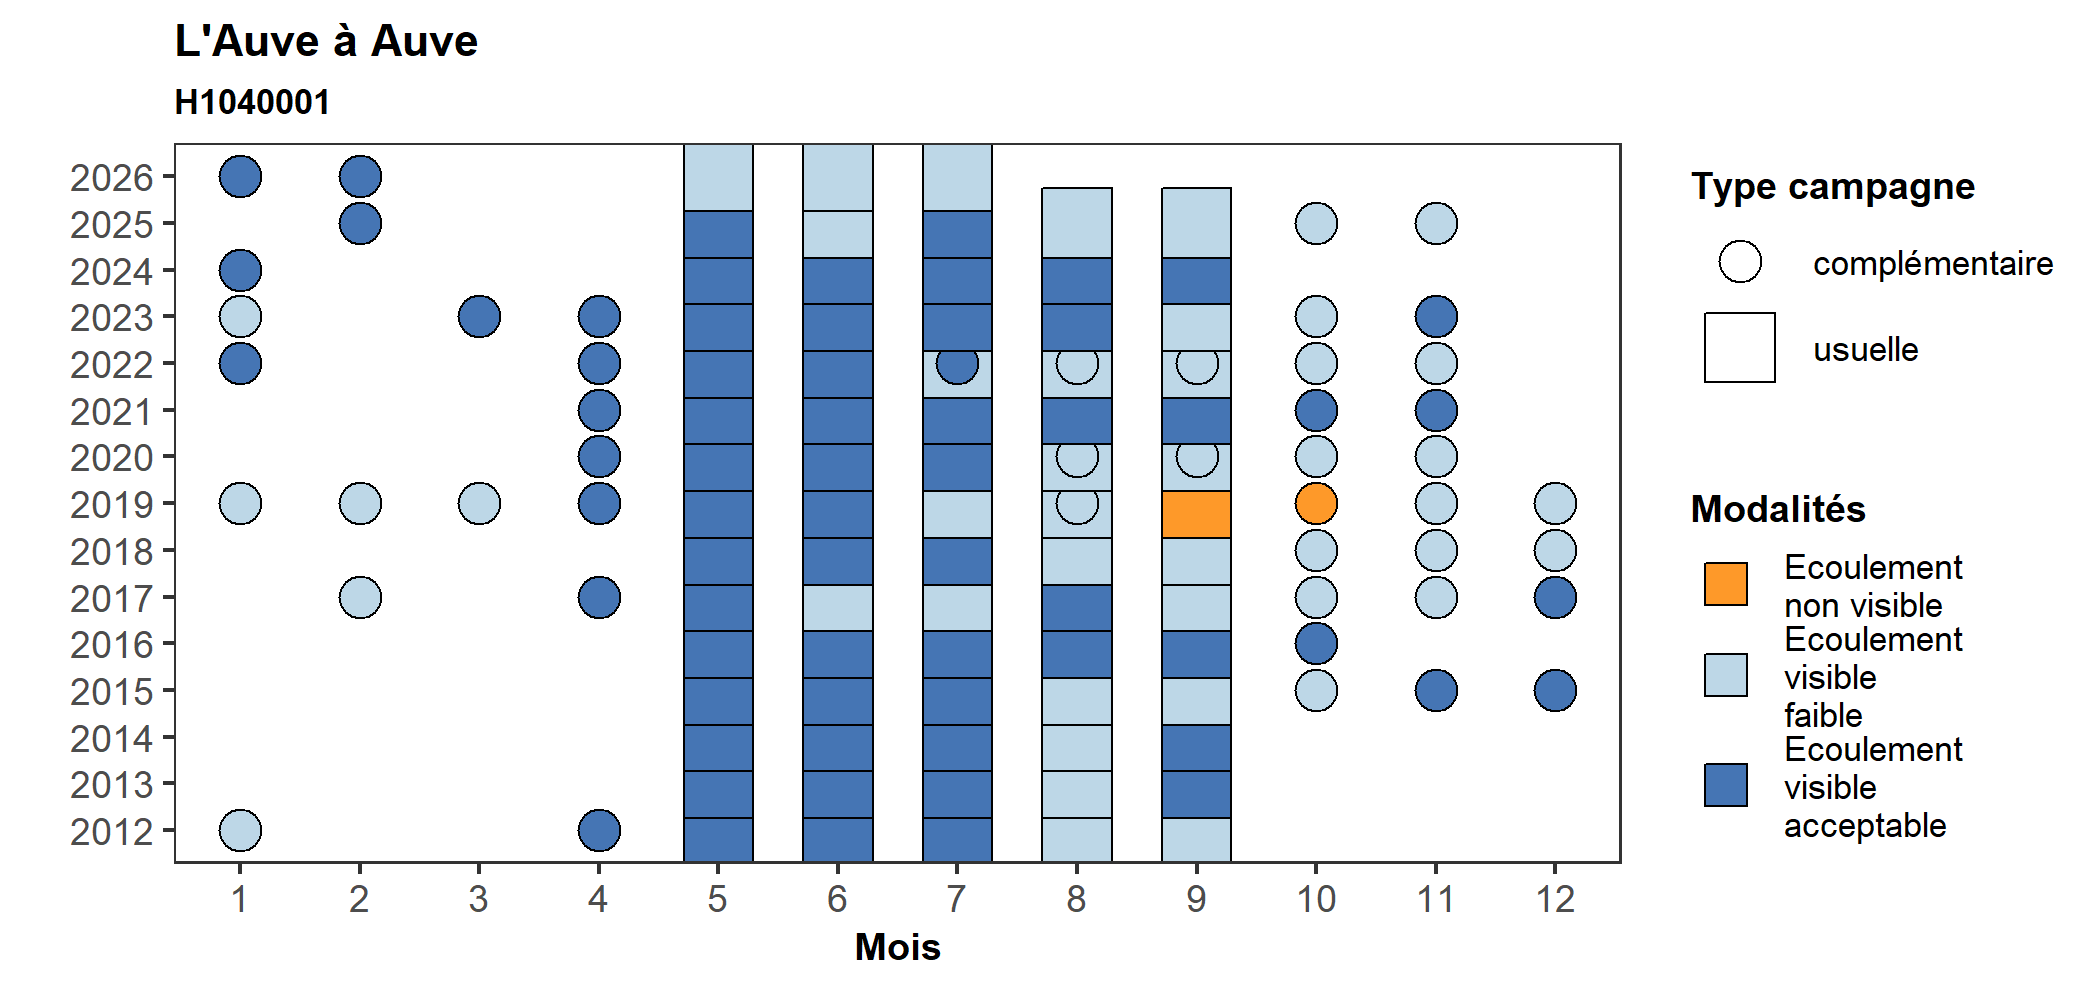 L'Auve à Auve
H1040001
2026
2025
2024
2023
2022
2021
2020
2019
2018
2017
2016
2015
2014
2013
2012
1 2 3 4 5 6 7 8 9 10 11 12
Mois
Type campagne
complémentaire
usuelle
Modalités
Ecoulement
non visible
Ecoulement
visible
faible
Ecoulement
visible
acceptable